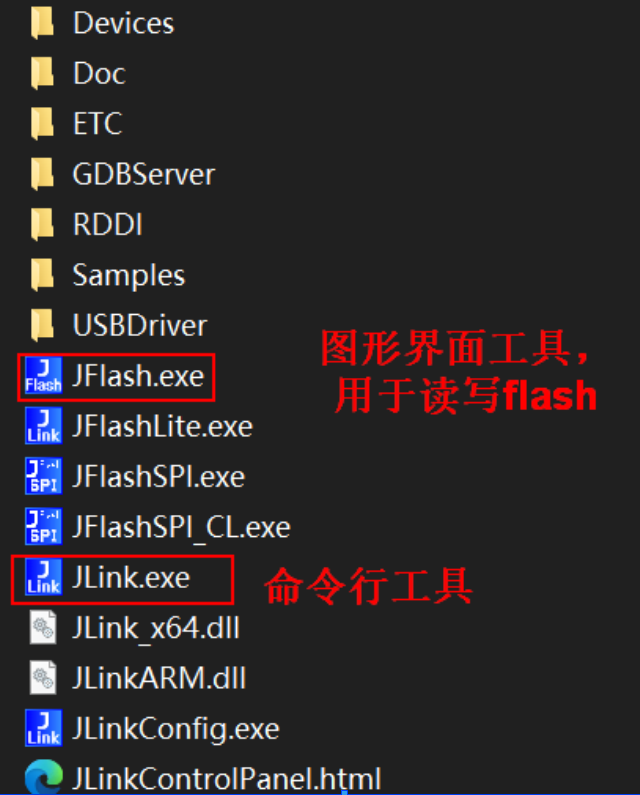 Devices
Doc
ETC
GDBServer
RDDI
Samples
USBDriver
图形界面工具，
J Flash JFlash.exe
用于读写flash
J Link JFlashLite.exe
J SPI JFlashSPI.exe
J SPI JFlashSPI_CL.exe
J Link JLink.exe 命令行工具
JLink_x64.dll
JLinkARM.dll
J Link JLinkConfig.exe
JLinkControlPanel.html